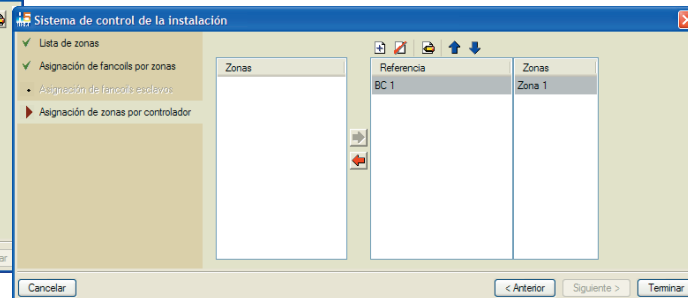 Sistema de control de la instalación
Lista de zonas
Asignación de fancoils por zonas
Asignación de fancoils esclavos
Asignación de zonas por controlador
Zonas
Referencia Zonas
BC 1 Zona 1
Cancelar
< Anterior Siguiente > Terminar